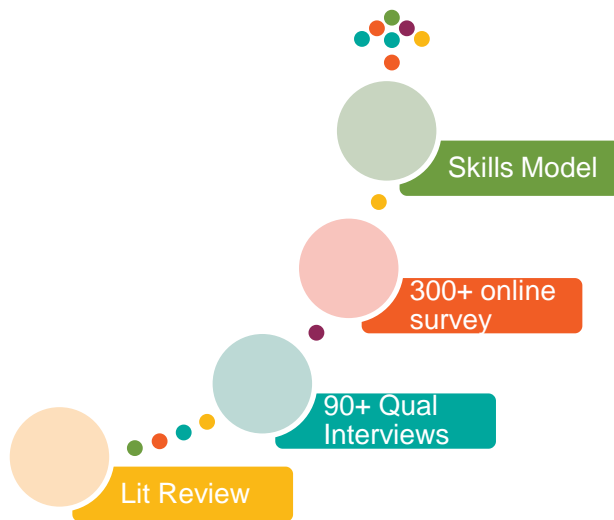 Skills Model
300+ online
survey
90+ Qual
Interviews
Lit Review